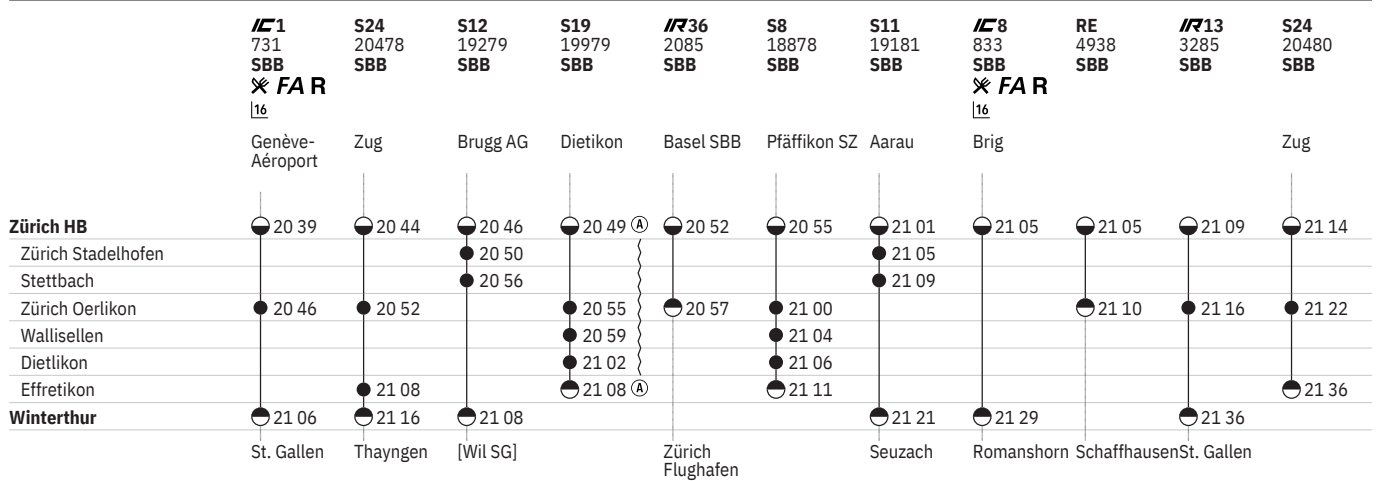 IC 1 S24 S12 S19 IR 36 S8 S11 IC 8 RE IR 13 S24
731 20478 19279 19979 2085 18878 19181 833 4938 3285 20480
SBB SBB SBB SBB SBB SBB SBB SBB SBB SBB SBB
FA R FA R
16 16
Genève- Zug Brugg AG Dietikon Basel SBB Pfäffikon SZ Aarau Brig Zug
Aéroport
Zürich HB 20 39 20 44 20 46 20 49 A 20 52 20 55 21 01 21 05 21 05 21 09 21 14
Zürich Stadelhofen 20 50 21 05
Stettbach 20 56 21 09
Zürich Oerlikon 20 46 20 52 20 55 20 57 21 00 21 10 21 16 21 22
Wallisellen 20 59 21 04
Dietlikon 21 02 21 06
Effretikon 21 08 21 08 A 21 11 21 36
Winterthur 21 06 21 16 21 08 21 21 21 29 21 36
St. Gallen Thayngen [Wil SG] Zürich Seuzach Romanshorn Schaffhausen St. Gallen
Flughafen